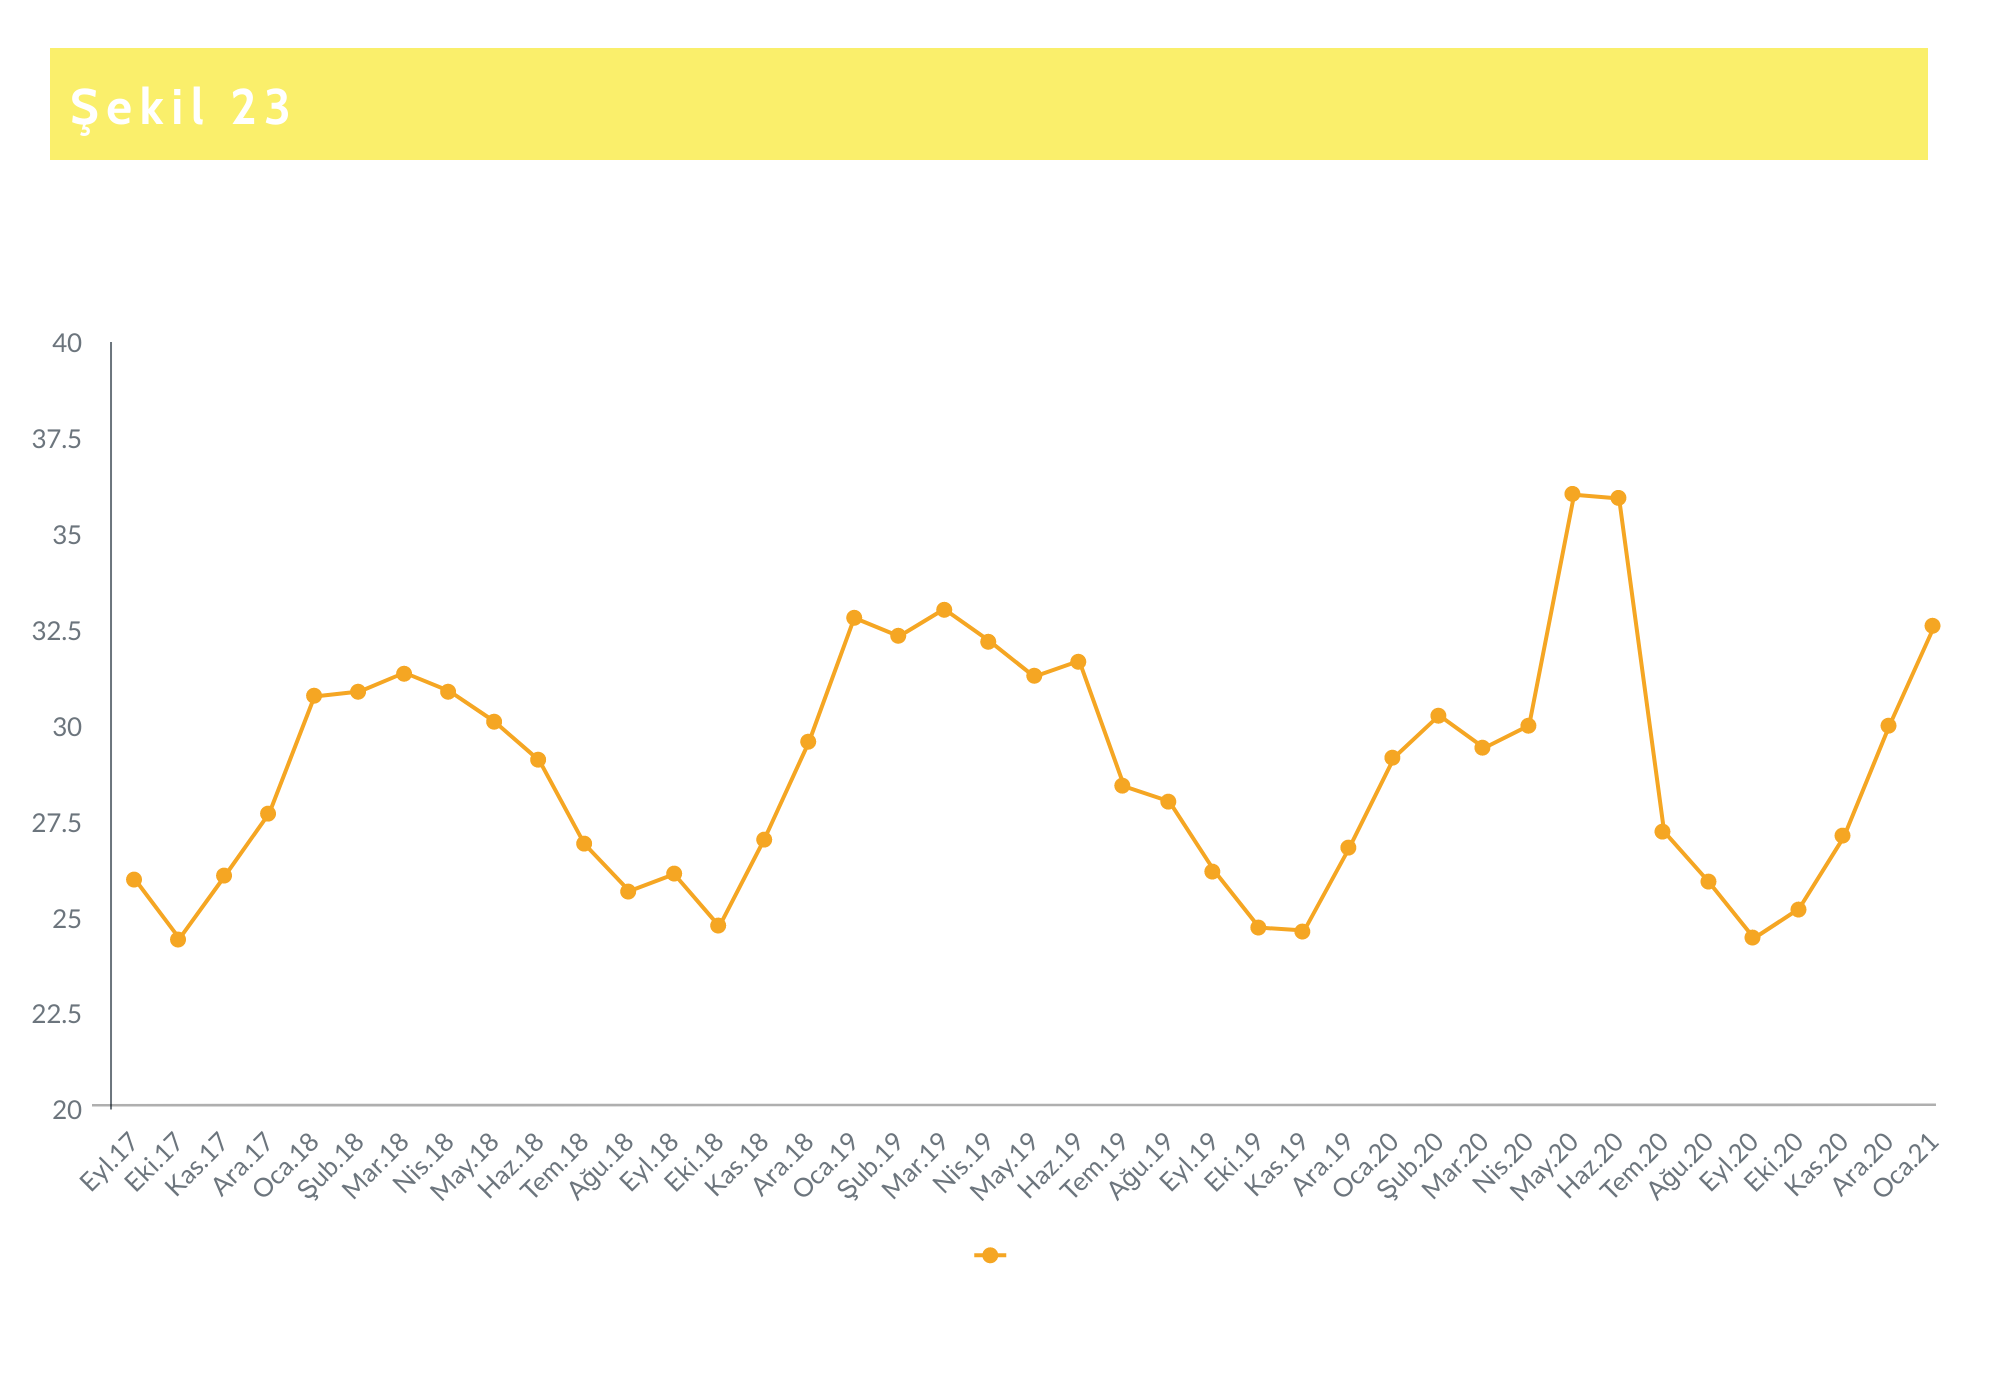 Şekil 23
40
37.5
35
32.5
30
27.5
25
22.5
20
Eyl.17
Eki.17
Kas.17
Ara.17
Oca.18
Şub.18
Mar.18
Nis.18
May.18
Haz.18
Tem.18
Ağu.18
Eyl.18
Eki.18
Kas.18
Ara.18
Oca.19
Şub.19
Mar.19
Nis.19
May.19
Haz.19
Tem.19
Ağu.19
Eyl.19
Eki.19
Kas.19
Ara.19
Oca.20
Şub.20
Mar.20
Nis.20
May.20
Haz.20
Tem.20
Ağu.20
Eyl.20
Eki.20
Kas.20
Ara.20
Oca.21